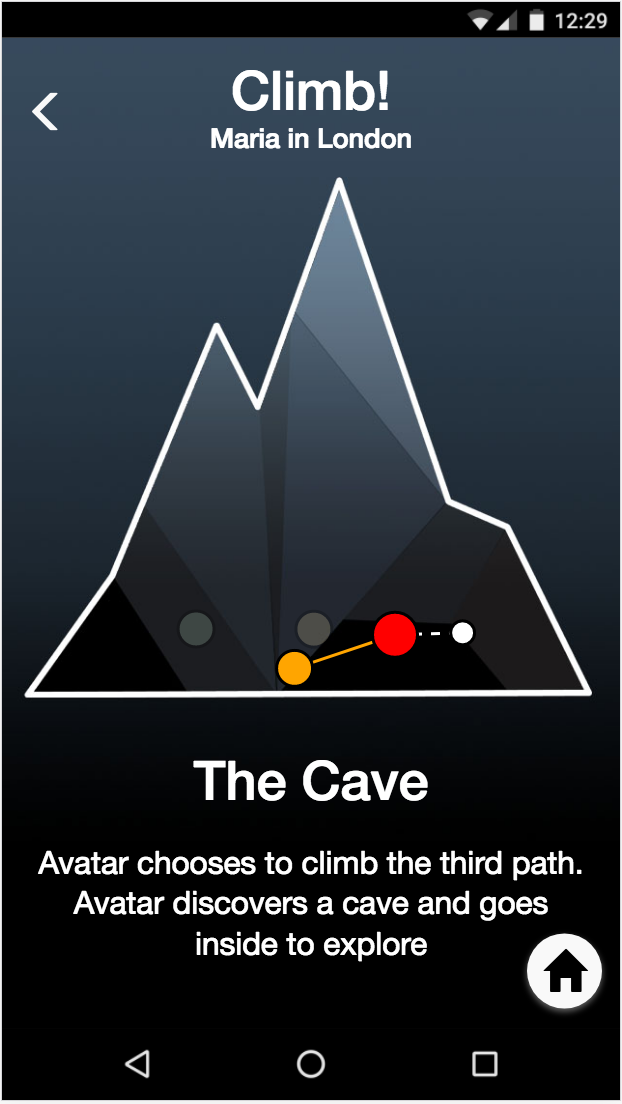 12:29
Climb!
Maria in London
The Cave
Avatar chooses to climb the third path.
Avatar discovers a cave and goes
inside to explore